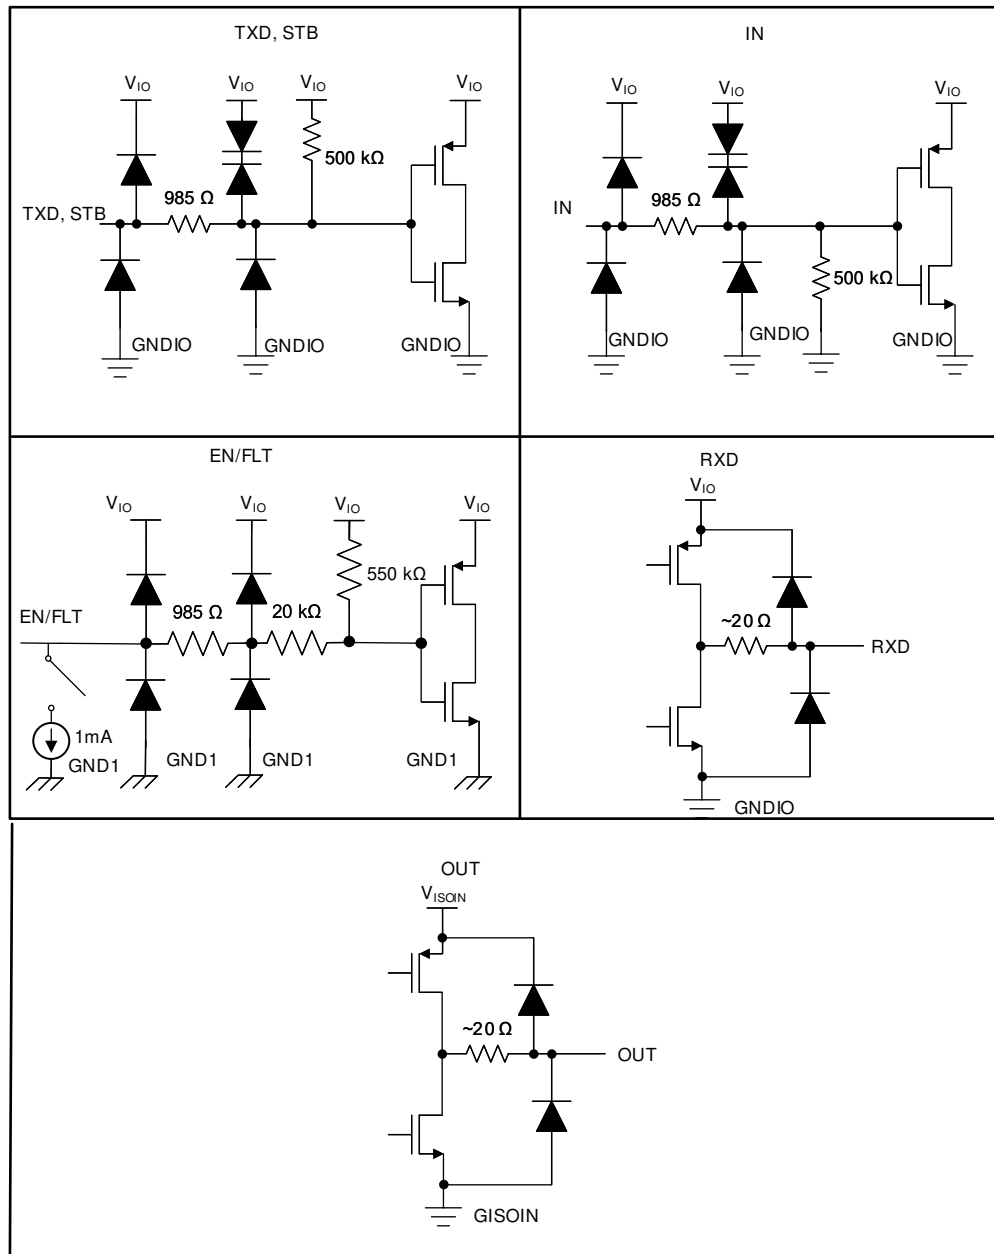 TXD, STB
V_IO V_IO V_IO V_IO
500 kΩ
985 Ω
TXD, STB
GNDIO GNDIO GNDIO
IN
V_IO V_IO V_IO
985 Ω
IN
500 kΩ
GNDIO GNDIO GNDIO
EN/FLT
V_IO V_IO V_IO V_IO
550 kΩ
985 Ω 20 kΩ
EN/FLT
1mA
GND1 GND1 GND1 GND1
RXD
V_IO
~20 Ω
RXD
GNDIO
OUT
V_ISOIN
~20 Ω
OUT
GISOIN